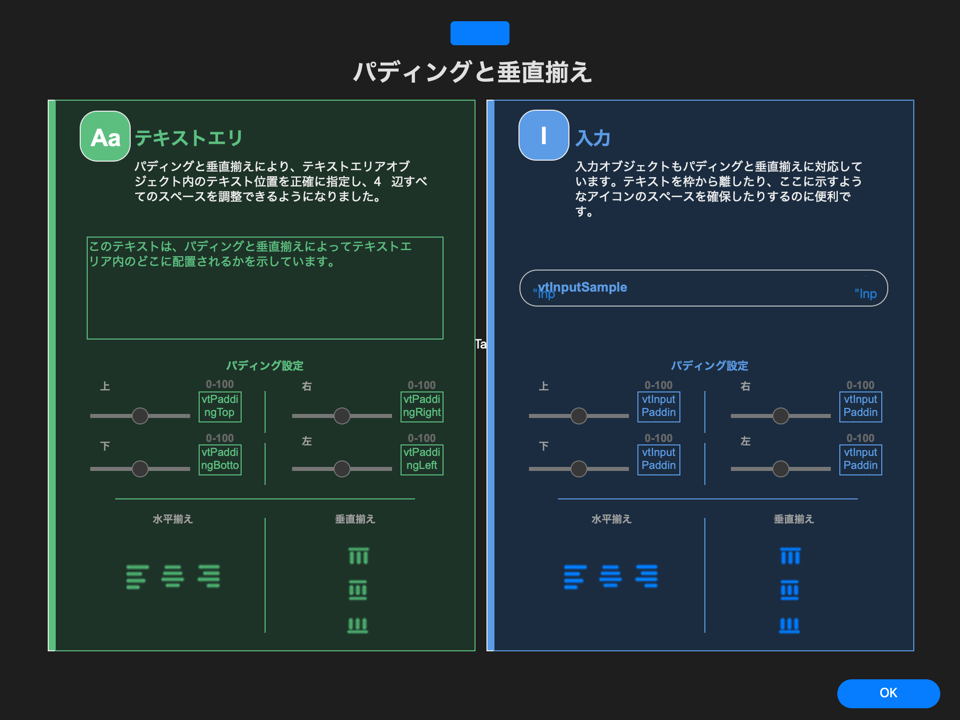 パディングと垂直揃え
Aa
テキストエリ
パディングと垂直揃えにより、テキストエリアオブ
ジェクト内のテキスト位置を正確に指定し、4 辺すべ
てのスペースを調整できるようになりました。
このテキストは、パディングと垂直揃えによってテキストエ
リア内のどこに配置されるかを示しています。
パディング設定
上
0-100
vtPaddi
ngTop
右
0-100
vtPaddi
ngRight
下
0-100
vtPaddi
ngBotto
左
0-100
vtPaddi
ngLeft
水平揃え
垂直揃え
Ta
I
入力
入力オブジェクトもパディングと垂直揃えに対応して
います。テキストを枠から離したり、ここに示すよう
なアイコンのスペースを確保したりするのに便利で
す。
vtInputSample
"Inp
"Inp
パディング設定
上
0-100
vtInput
Paddin
右
0-100
vtInput
Paddin
下
0-100
vtInput
Paddin
左
0-100
vtInput
Paddin
水平揃え
垂直揃え
OK